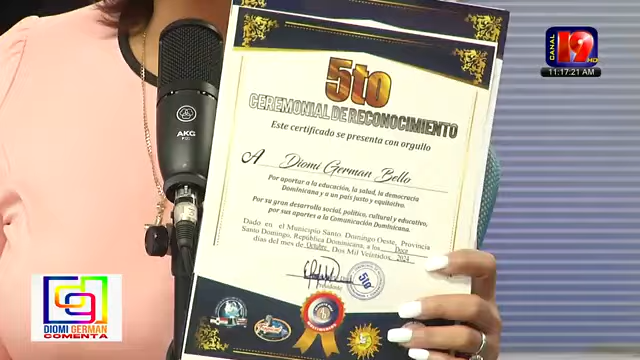 CANAL
19
HD
11:17:21 AM
5to
CEREMONIAL DE RECONOCIMIENTO
Este certificado se presenta con orgullo
A Diomi German Bello
Por aportar a la educación, la salud, la democracia
Dominicana y a un país justo y equitativo.
Por su gran desarrollo social, político, cultural y educativo,
por sus aportes a la Comunicación Dominicana.
Dado en el Municipio Santo Domingo Oeste, Provincia
Santo Domingo, República Dominicana, a los Doce
días del mes de Octubre Dos Mil Veintidos, 2024
5to
AKG
DIOMI GERMAN
COMENTA